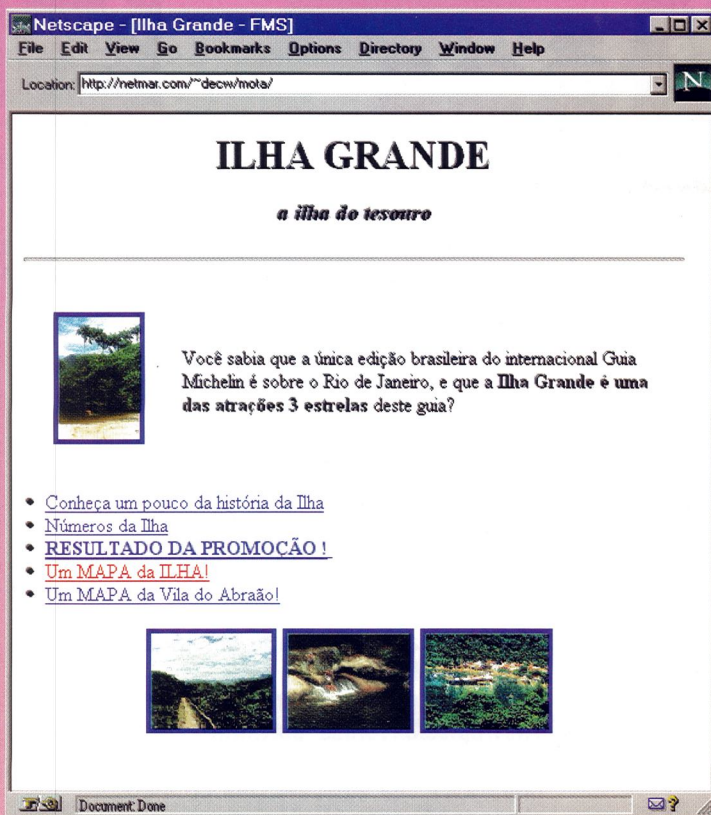 Netscape - [Ilha Grande - FMS]
File Edit View Go Bookmarks Options Directory Window Help
Location: http://netmar.com/~decw/mota/
N
ILHA GRANDE
a ilha do tesouro
Você sabia que a única edição brasileira do internacional Guia
Michelin é sobre o Rio de Janeiro, e que a Ilha Grande é uma
das atrações 3 estrelas deste guia?
Conheça um pouco da história da Ilha
Números da Ilha
RESULTADO DA PROMOÇÃO !
Um MAPA da ILHA!
Um MAPA da Vila do Abraão!
Document: Done
?